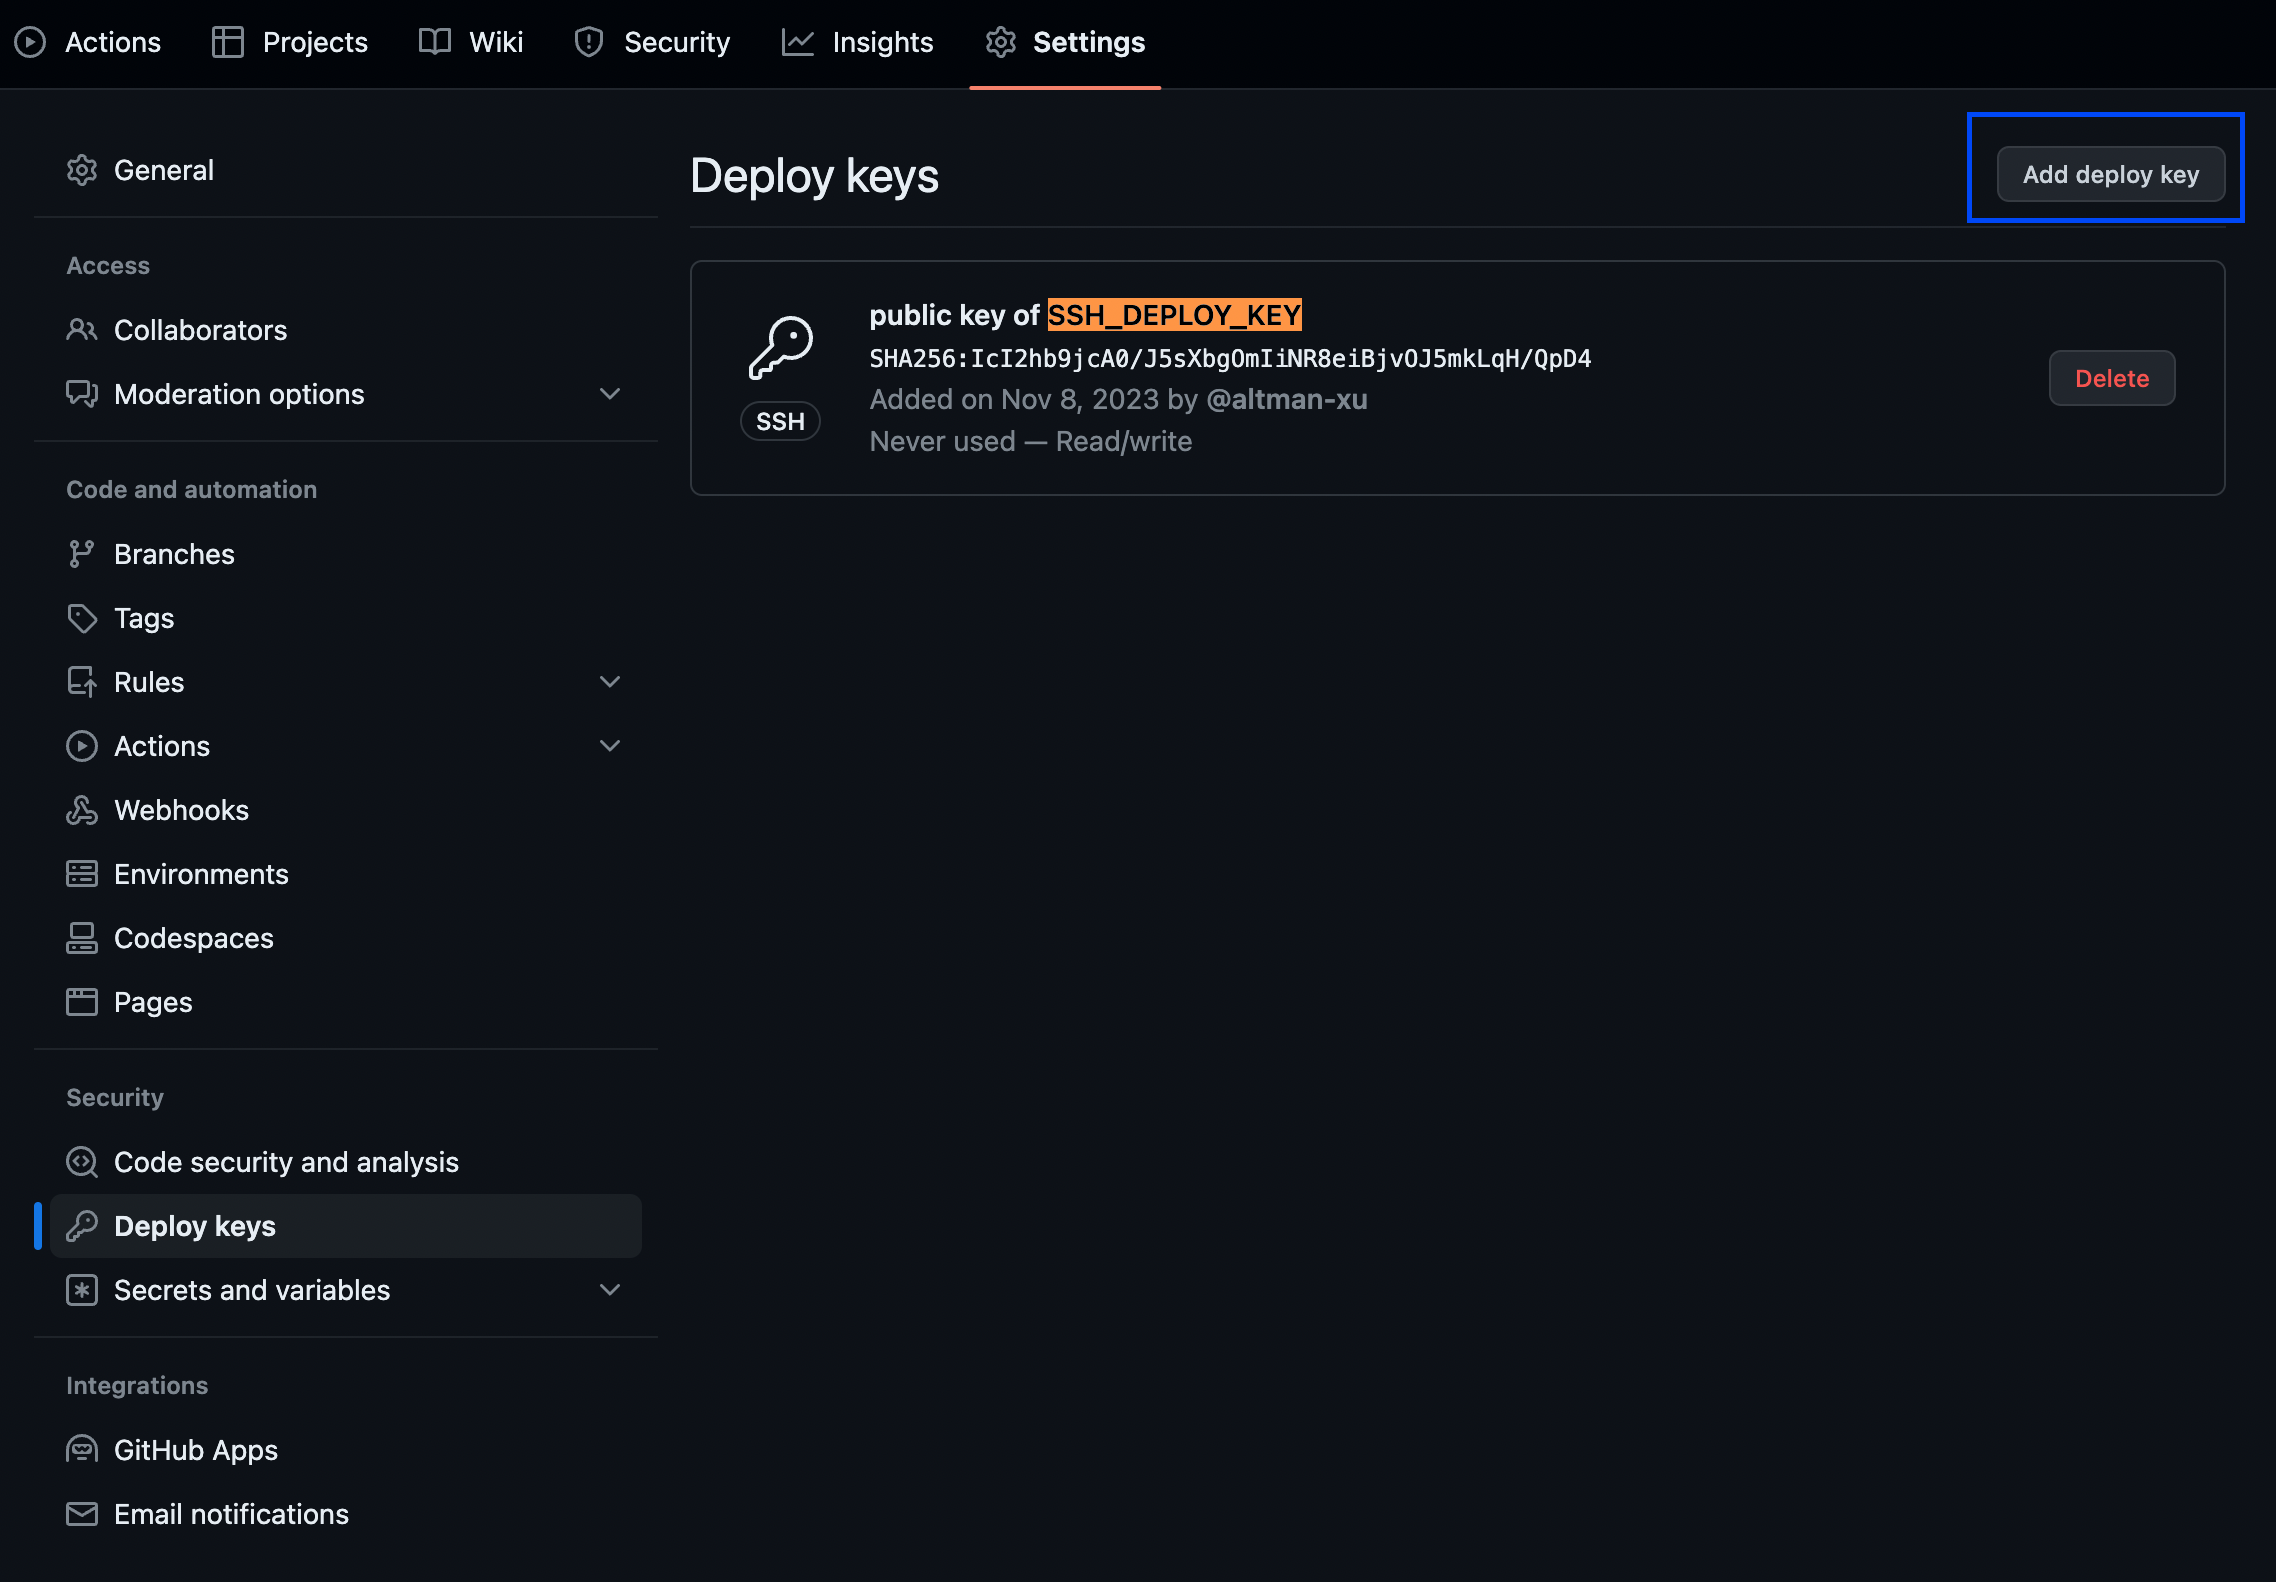 Actions Projects Wiki Security Insights Settings
General
Access
Collaborators
Moderation options
Code and automation
Branches
Tags
Rules
Actions
Webhooks
Environments
Codespaces
Pages
Security
Code security and analysis
Deploy keys
Secrets and variables
Integrations
GitHub Apps
Email notifications
Deploy keys
Add deploy key
public key of SSH_DEPLOY_KEY
SHA256:IcI2hb9jcA0/J5sXbgOmIiNR8eiBjvOJ5mkLqH/QpD4
Added on Nov 8, 2023 by @altman-xu
Never used — Read/write
SSH
Delete